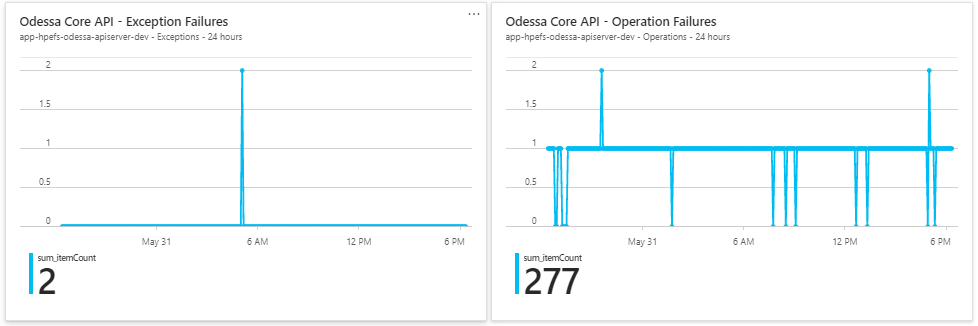 Odessa Core API - Exception Failures
app-hpefs-odessa-apiserver-dev - Exceptions - 24 hours
2
1.5
1
0.5
0
May 31 6 AM 12 PM 6 PM
sum_itemCount
2
Odessa Core API - Operation Failures
app-hpefs-odessa-apiserver-dev - Operations - 24 hours
2
1.5
1
0.5
0
May 31 6 AM 12 PM 6 PM
sum_itemCount
277